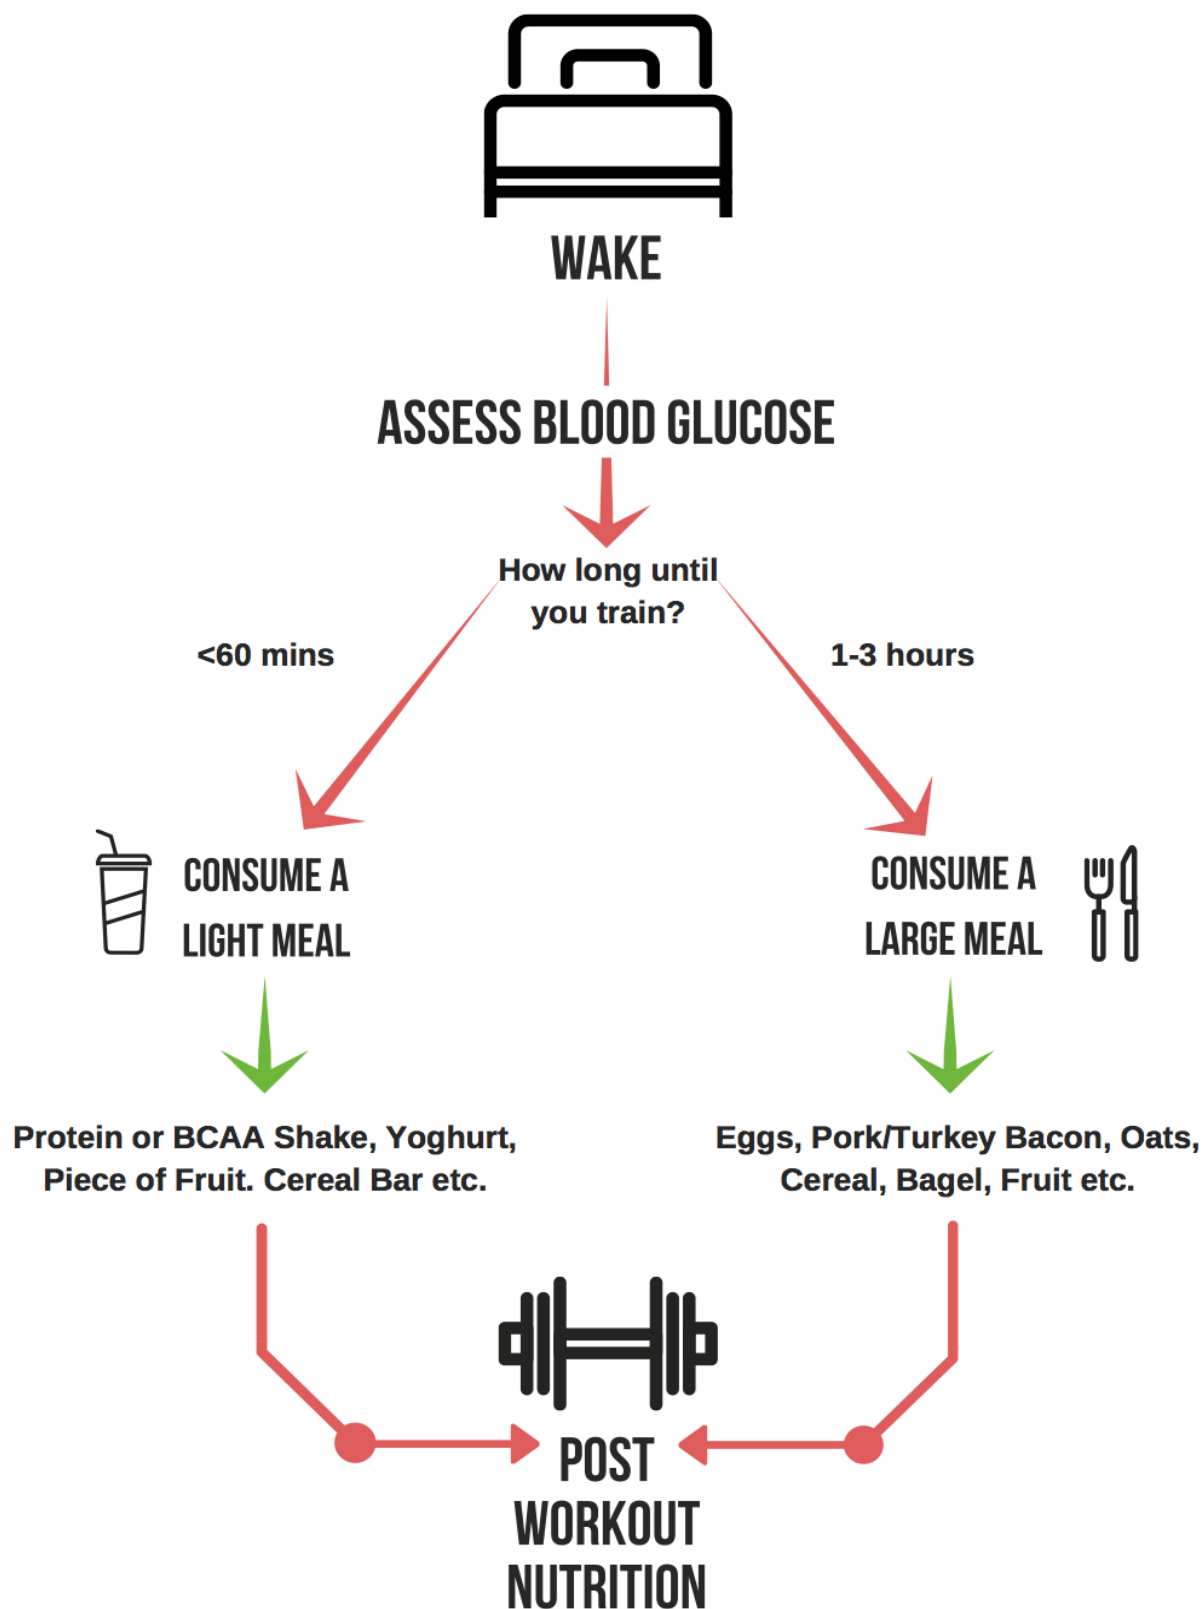 WAKE
ASSESS BLOOD GLUCOSE
How long until
you train?
<60 mins
1-3 hours
CONSUME A
LIGHT MEAL
CONSUME A
LARGE MEAL
Protein or BCAA Shake, Yoghurt,
Piece of Fruit. Cereal Bar etc.
Eggs, Pork/Turkey Bacon, Oats,
Cereal, Bagel, Fruit etc.
POST
WORKOUT
NUTRITION